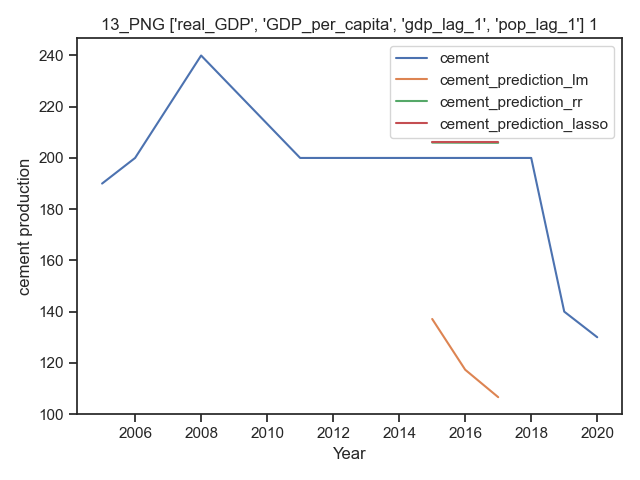 13_PNG ['real_GDP', 'GDP_per_capita', 'gdp_lag_1', 'pop_lag_1'] 1
cement
cement_prediction_lm
cement_prediction_rr
cement_prediction_lasso
240
220
200
180
160
140
120
100
cement production
2006
2008
2010
2012
2014
2016
2018
2020
Year